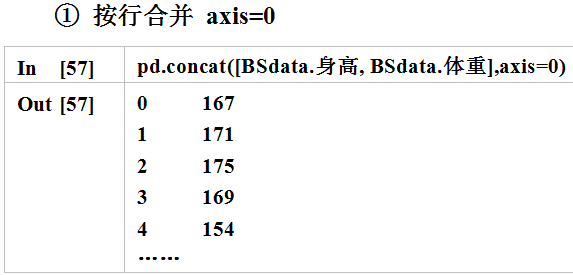 ① 按行合并 axis=0
In [57] pd.concat([BSdata.身高, BSdata.体重],axis=0)
Out [57] 0 167
1 171
2 175
3 169
4 154
……